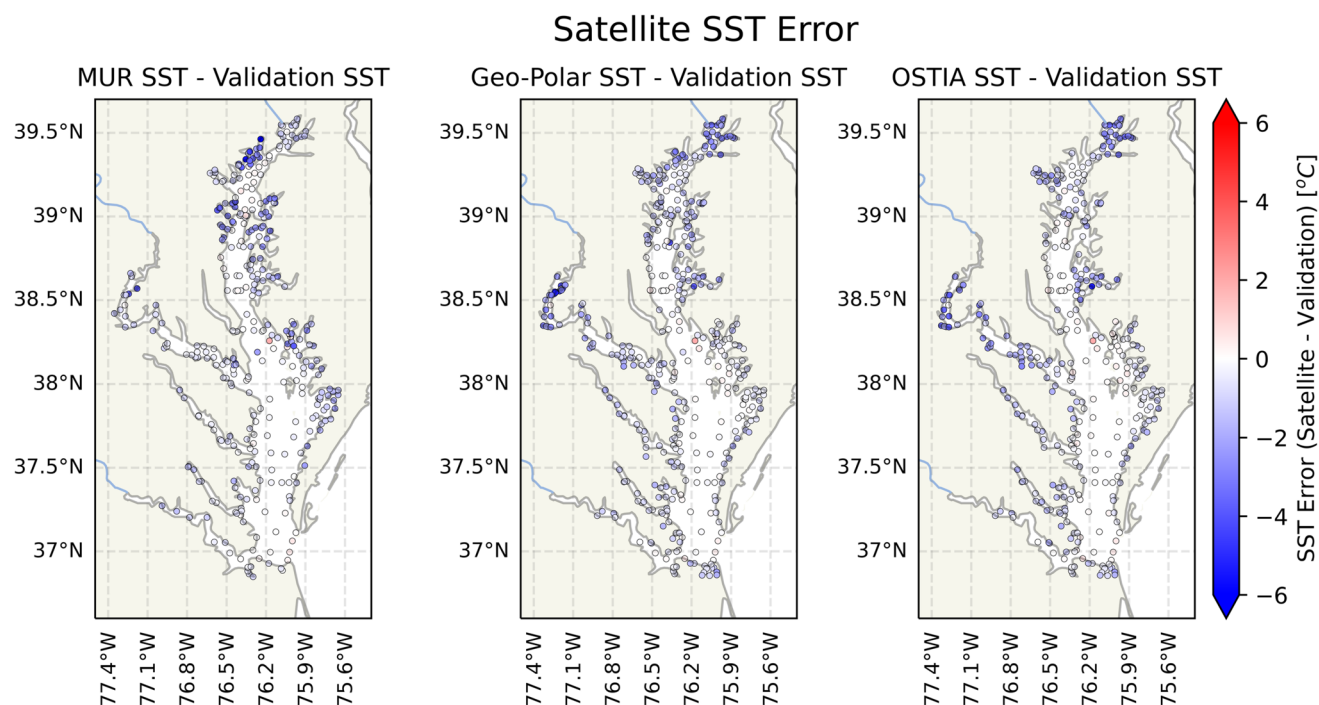 Satellite SST Error
MUR SST - Validation SST
Geo-Polar SST - Validation SST
OSTIA SST - Validation SST
39.5°N
39°N
38.5°N
38°N
37.5°N
37°N
77.4°W
77.1°W
76.8°W
76.5°W
76.2°W
75.9°W
75.6°W
39.5°N
39°N
38.5°N
38°N
37.5°N
37°N
77.4°W
77.1°W
76.8°W
76.5°W
76.2°W
75.9°W
75.6°W
39.5°N
39°N
38.5°N
38°N
37.5°N
37°N
77.4°W
77.1°W
76.8°W
76.5°W
76.2°W
75.9°W
75.6°W
6
4
2
0
−2
−4
−6
SST Error (Satellite - Validation) [°C]